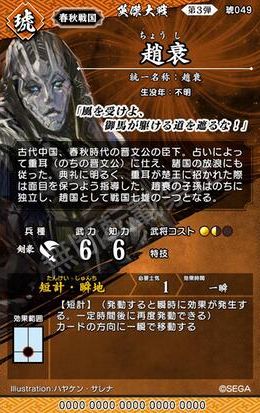 琥 春秋戦国 英傑大戦 第3弾 琥049
ちょうし
趙衰
統一名称：趙衰
生没年：不明
「風を受けよ、
御馬が駆ける道を遮るな！」
古代中国、春秋時代の晋文公の臣下。占いによっ
て重耳（のちの晋文公）に仕え、諸国の放浪にも
従った。典礼に明るく、重耳が楚王に招かれた際
は面目を保つよう指導した。趙衰の子孫はのちに
独立し、趙国として戦国七雄の一つとなる。
兵種 武力 知力 武将コスト
剣豪 6 6 特技
たんけい・しゅんち 必要士気 効果時間
短計・瞬地 1 一瞬
効果範囲
【短計】（発動すると瞬時に効果が発生す
る。一定時間後に再度発動できる）
カードの方向に一瞬で移動する
Illustration:ハヤケン・サレナ ©SEGA
0000 0000 0000 0000 0000